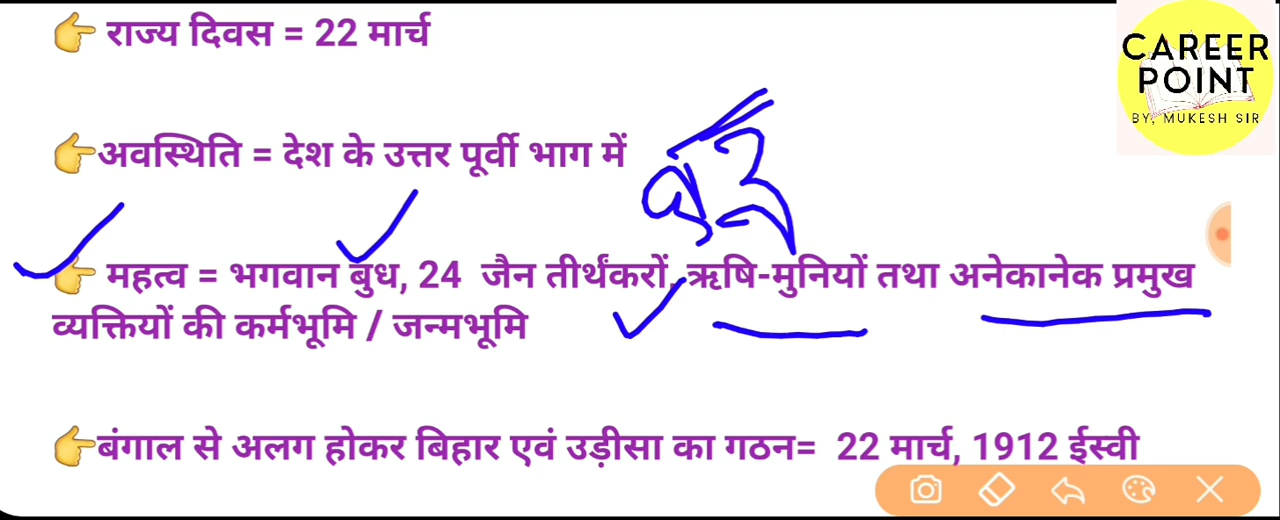 👉 राज्य दिवस = 22 मार्च
CAREER
POINT
BY, MUKESH SIR
👉अवस्थिति = देश के उत्तर पूर्वी भाग में
👉 महत्व = भगवान बुध, 24 जैन तीर्थंकरों, ऋषि-मुनियों तथा अनेकानेक प्रमुख
व्यक्तियों की कर्मभूमि / जन्मभूमि
👉बंगाल से अलग होकर बिहार एवं उड़ीसा का गठन= 22 मार्च, 1912 ईस्वी